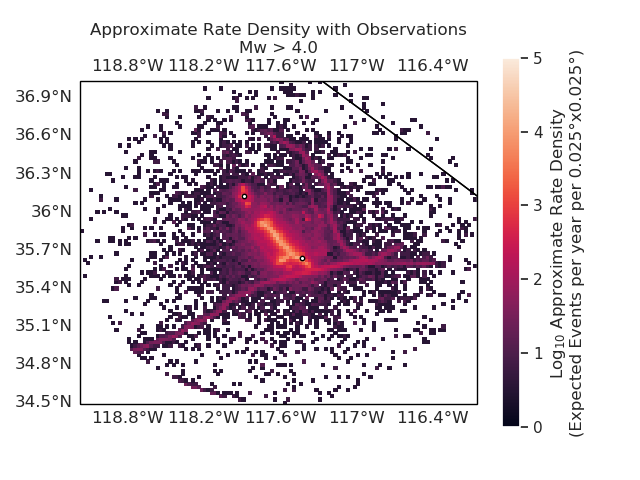 Approximate Rate Density with Observations
Mw > 4.0
118.8°W 118.2°W 117.6°W 117°W 116.4°W
36.9°N
36.6°N
36.3°N
36°N
35.7°N
35.4°N
35.1°N
34.8°N
34.5°N
118.8°W 118.2°W 117.6°W 117°W 116.4°W
5
4
3
2
1
0
Log₁₀ Approximate Rate Density
(Expected Events per year per 0.025°x0.025°)